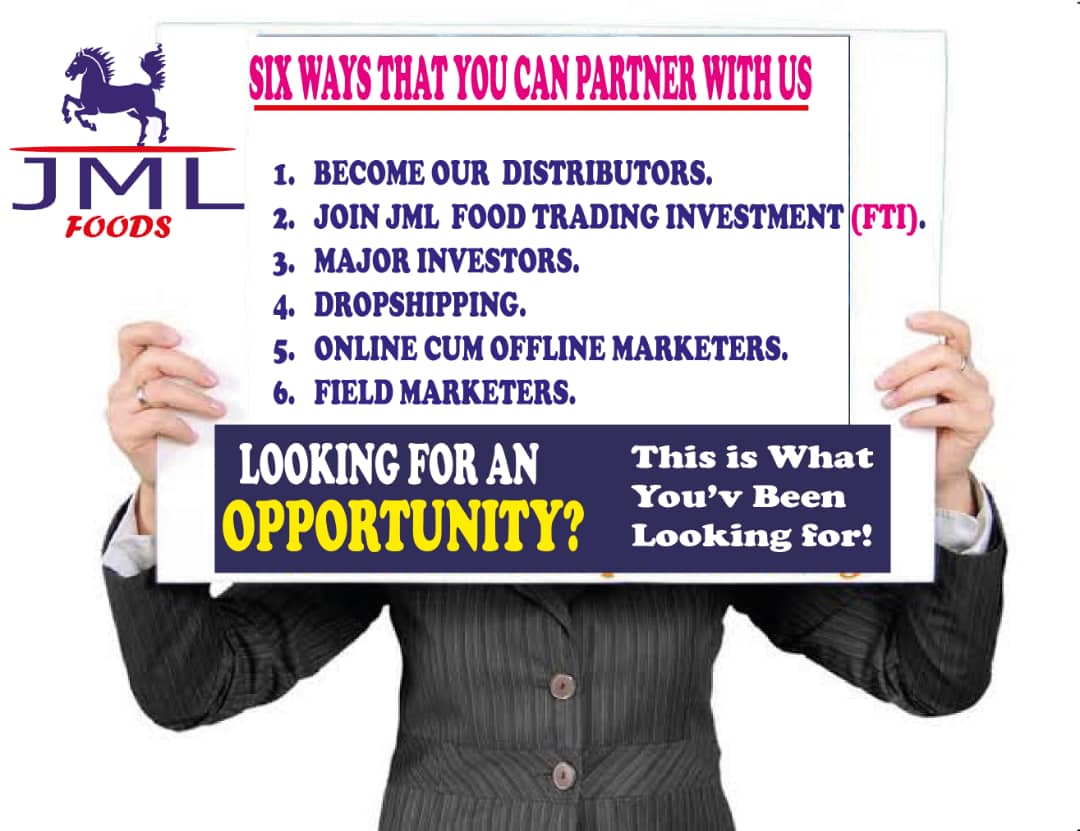 JML
FOODS
SIX WAYS THAT YOU CAN PARTNER WITH US
1. BECOME OUR DISTRIBUTORS.
2. JOIN JML FOOD TRADING INVESTMENT (FTI).
3. MAJOR INVESTORS.
4. DROPSHIPPING.
5. ONLINE CUM OFFLINE MARKETERS.
6. FIELD MARKETERS.
LOOKING FOR AN
OPPORTUNITY?
This is What
You'v Been
Looking for!